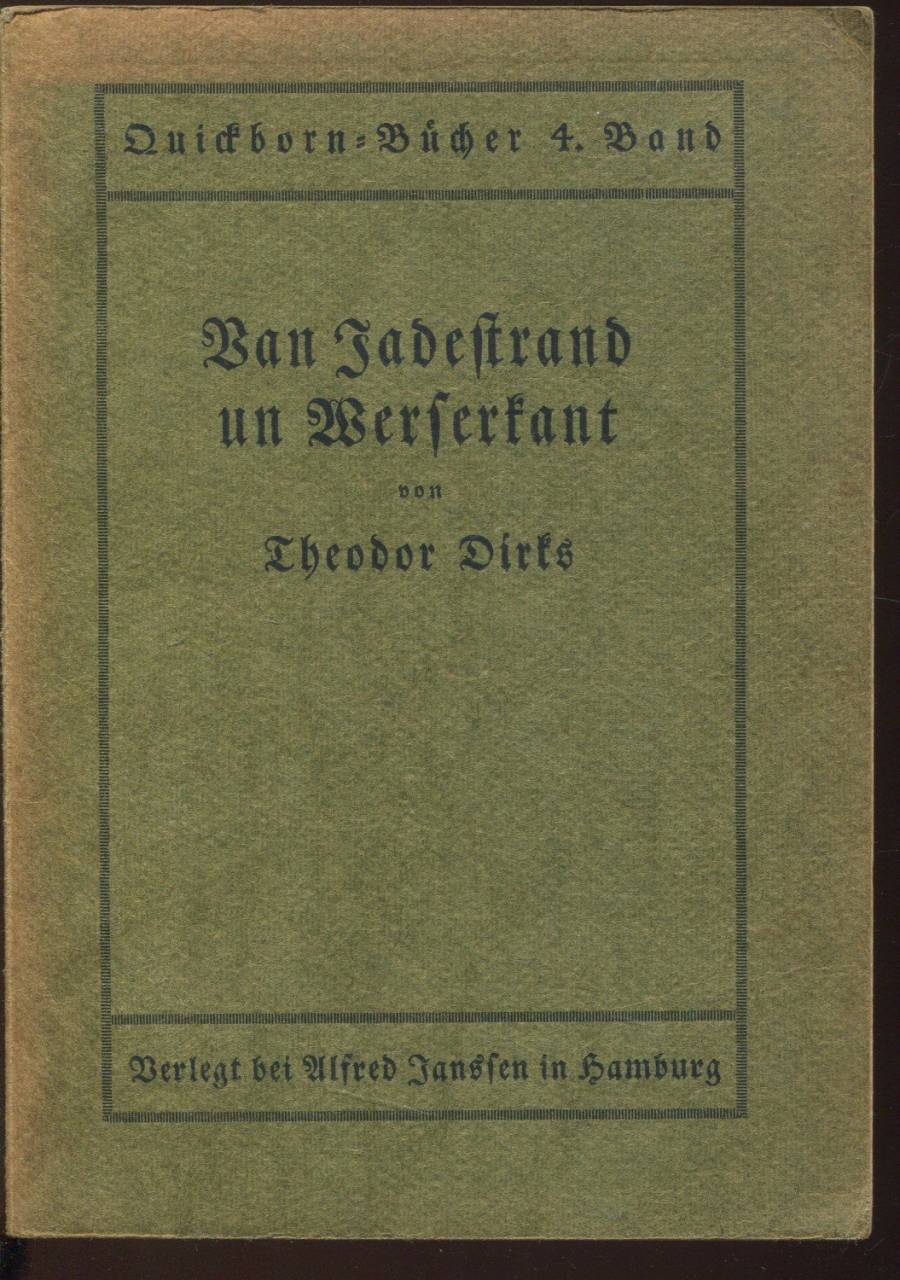 Quickborn=Bücher 4. Band
Van Jadestrand
un Werserkant
von
Theodor Dirks
Verlegt bei Alfred Janssen in Hamburg